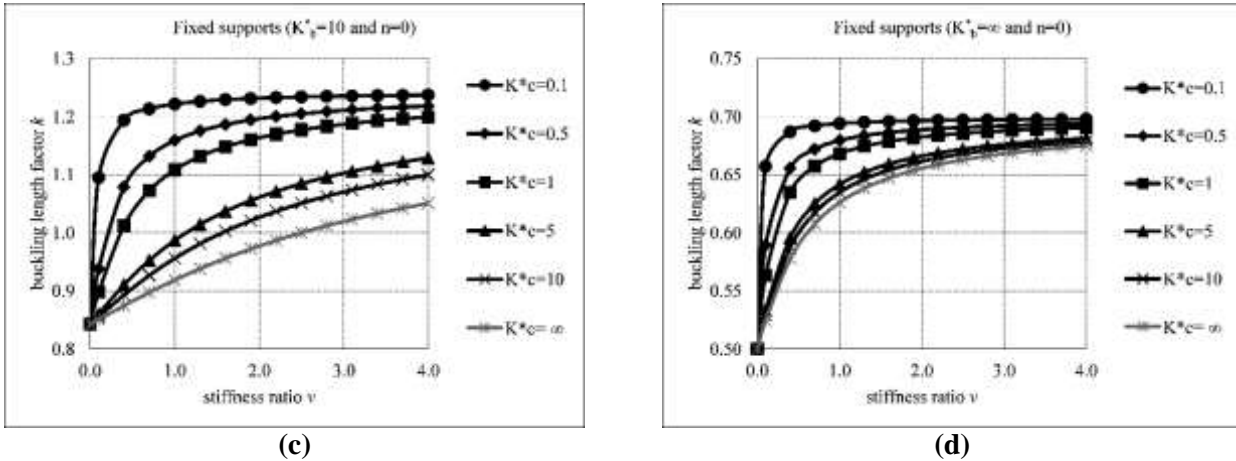 Fixed supports (K*b=10 and n=0)
buckling length factor k
1.3
1.2
1.1
1.0
0.9
0.8
0.0 1.0 2.0 3.0 4.0
stiffness ratio v
K*c=0.1
K*c=0.5
K*c=1
K*c=5
K*c=10
K*c= ∞
(c)
Fixed supports (K*b=∞ and n=0)
buckling length factor k
0.75
0.70
0.65
0.60
0.55
0.50
0.0 1.0 2.0 3.0 4.0
stiffness ratio v
K*c=0.1
K*c=0.5
K*c=1
K*c=5
K*c=10
K*c= ∞
(d)